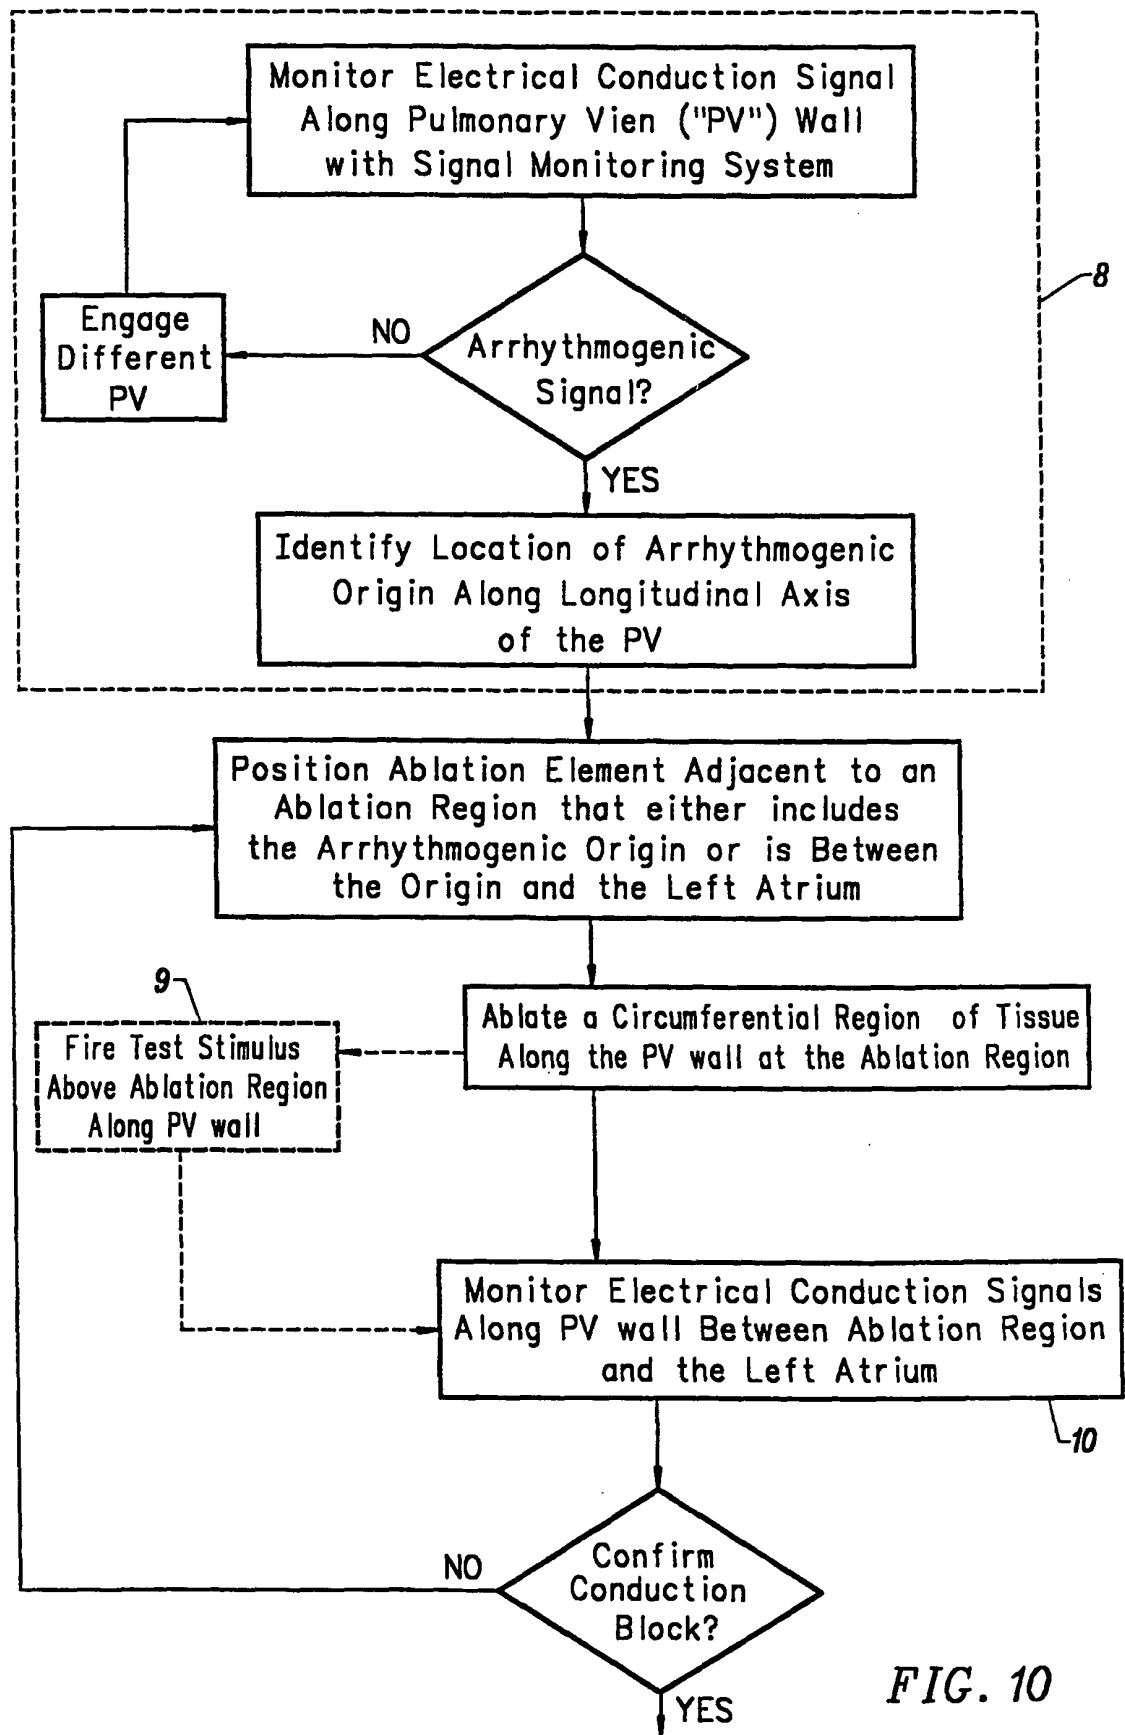 Monitor Electrical Conduction Signal
Along Pulmonary Vien ("PV") Wall
with Signal Monitoring System
8
Engage
Different
PV
NO
Arrhythmogenic
Signal?
YES
Identify Location of Arrhythmogenic
Origin Along Longitudinal Axis
of the PV
Position Ablation Element Adjacent to an
Ablation Region that either includes
the Arrhythmogenic Origin or is Between
the Origin and the Left Atrium
9
Ablate a Circumferential Region of Tissue
Along the PV wall at the Ablation Region
Fire Test Stimulus
Above Ablation Region
Along PV wall
Monitor Electrical Conduction Signals
Along PV wall Between Ablation Region
and the Left Atrium
10
NO
Confirm
Conduction
Block?
YES
FIG. 10